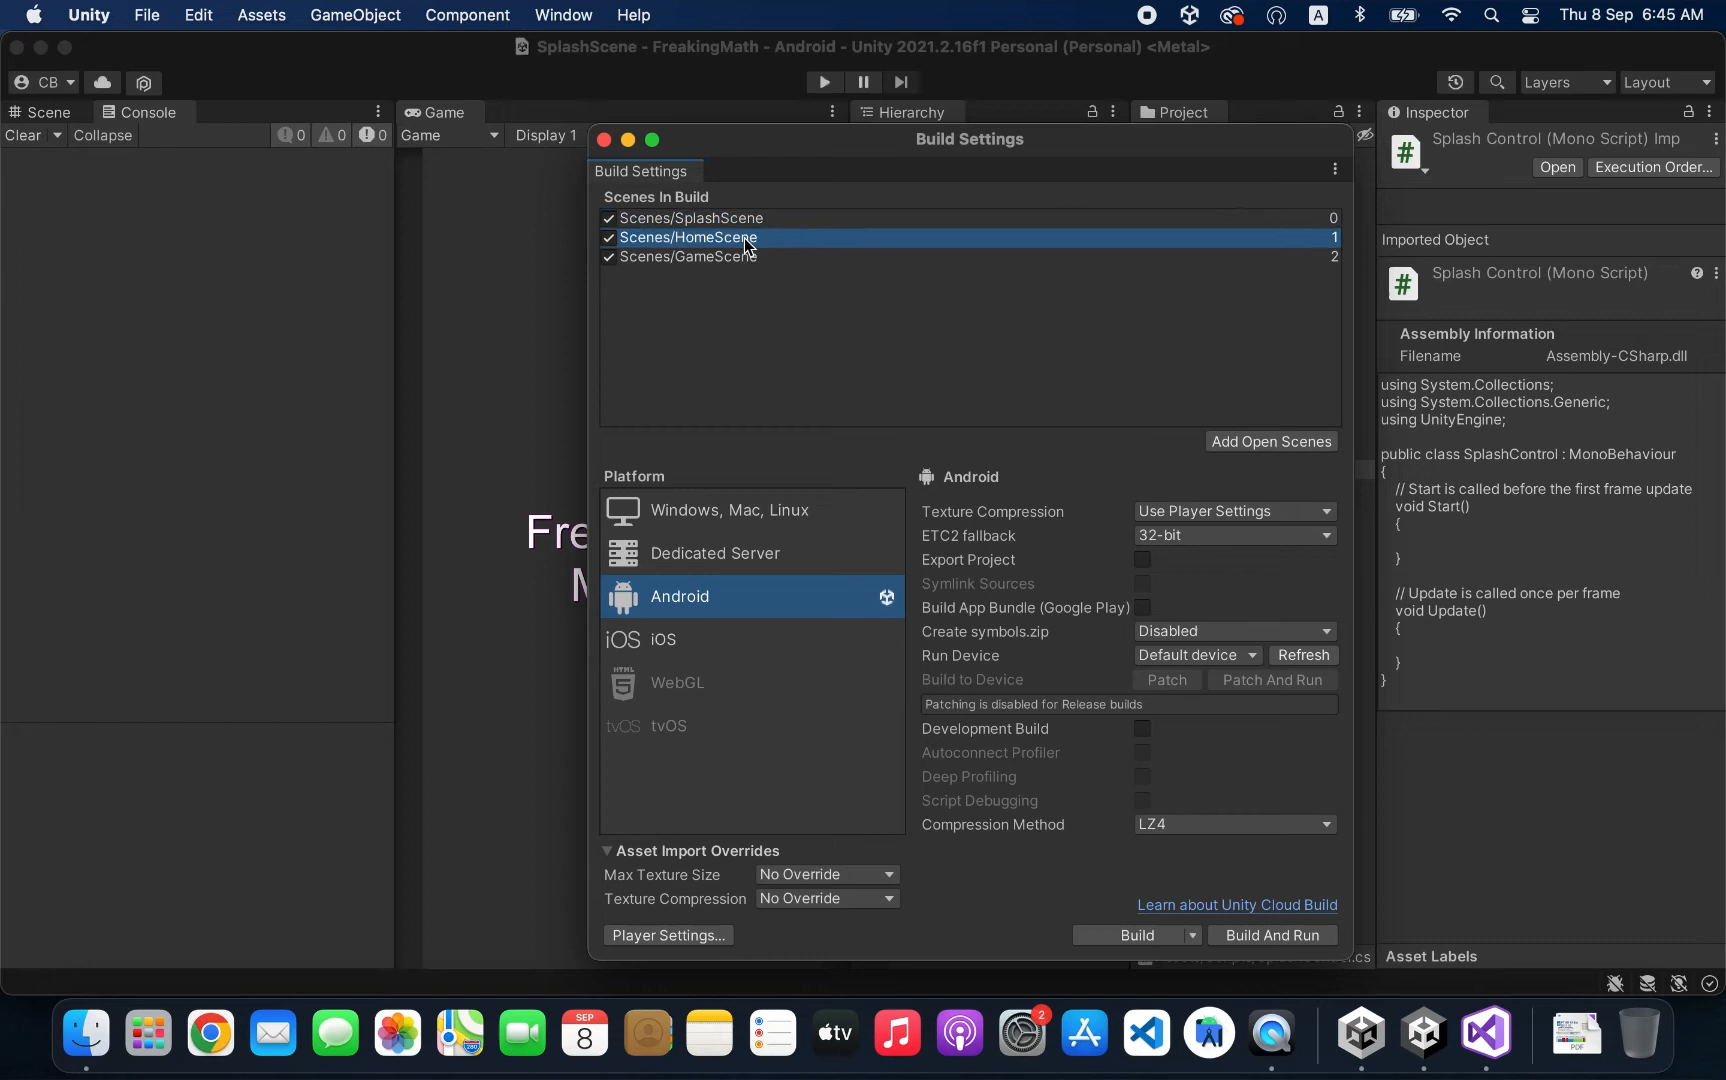 Unity File Edit Assets GameObject Component Window Help
A
Thu 8 Sep 6:45 AM
SplashScene - FreakingMath - Android - Unity 2021.2.16f1 Personal (Personal) <Metal>
CB
Layers
Layout
Scene
Console
Game
Hierarchy
Project
Inspector
Clear
Collapse
0
0
0
Game
Display 1
Build Settings
Build Settings
Scenes In Build
Scenes/SplashScene 0
Scenes/HomeScene 1
Scenes/GameScene 2
Add Open Scenes
Platform
Windows, Mac, Linux
Dedicated Server
Android
iOS iOS
HTML
5
WebGL
tvOS tvOS
Android
Texture Compression Use Player Settings
ETC2 fallback 32-bit
Export Project
Symlink Sources
Build App Bundle (Google Play)
Create symbols.zip Disabled
Run Device Default device Refresh
Build to Device Patch Patch And Run
Patching is disabled for Release builds
Development Build
Autoconnect Profiler
Deep Profiling
Script Debugging
Compression Method LZ4
Asset Import Overrides
Max Texture Size No Override
Texture Compression No Override
Learn about Unity Cloud Build
Player Settings...
Build
Build And Run
Fre
Splash Control (Mono Script) Imp
Open Execution Order...
Imported Object
Splash Control (Mono Script)
Assembly Information
Filename Assembly-CSharp.dll
using System.Collections;
using System.Collections.Generic;
using UnityEngine;
public class SplashControl : MonoBehaviour
{
// Start is called before the first frame update
void Start()
{
}
// Update is called once per frame
void Update()
{
}
}
Asset Labels
SEP
8
tv
2
PDF